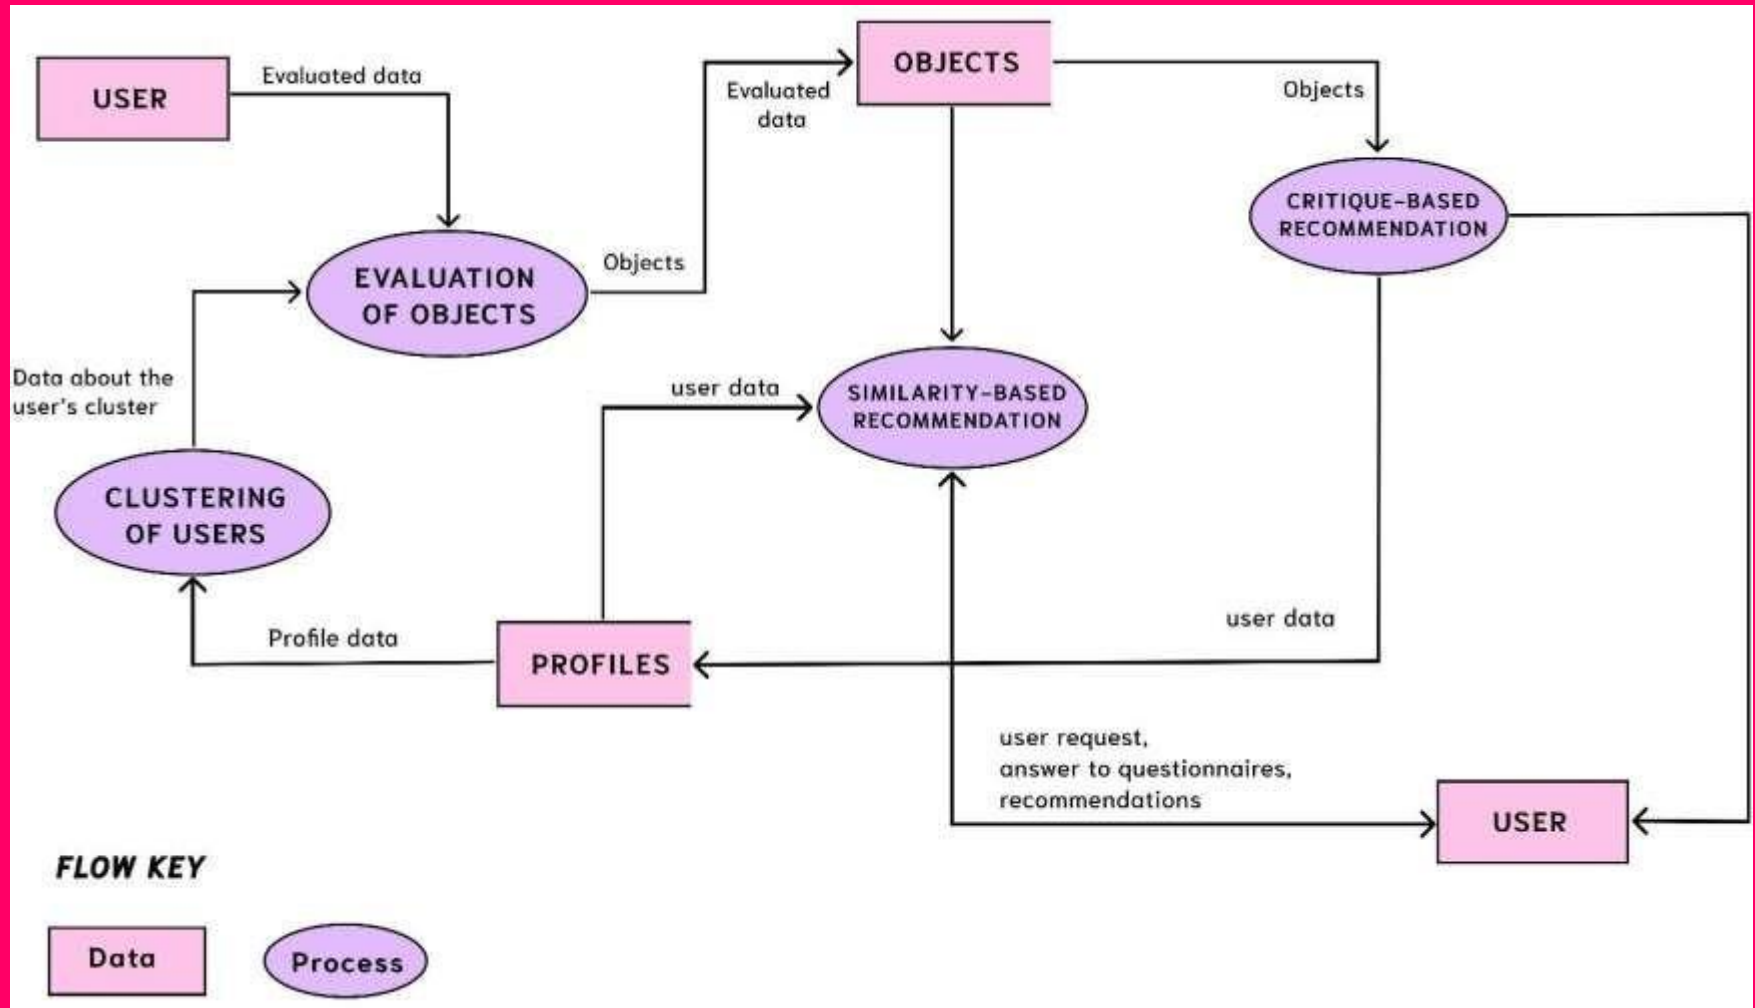 USER
Evaluated data
Evaluated
data
OBJECTS
Objects
CRITIQUE-BASED
RECOMMENDATION
EVALUATION
OF OBJECTS
Objects
Data about the
user's cluster
user data
SIMILARITY-BASED
RECOMMENDATION
CLUSTERING
OF USERS
Profile data
PROFILES
user data
user request,
answer to questionnaires,
recommendations
USER
FLOW KEY
Data
Process